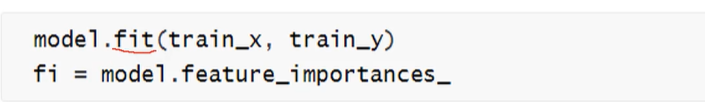 model.fit(train_x, train_y)
fi = model.feature_importances_